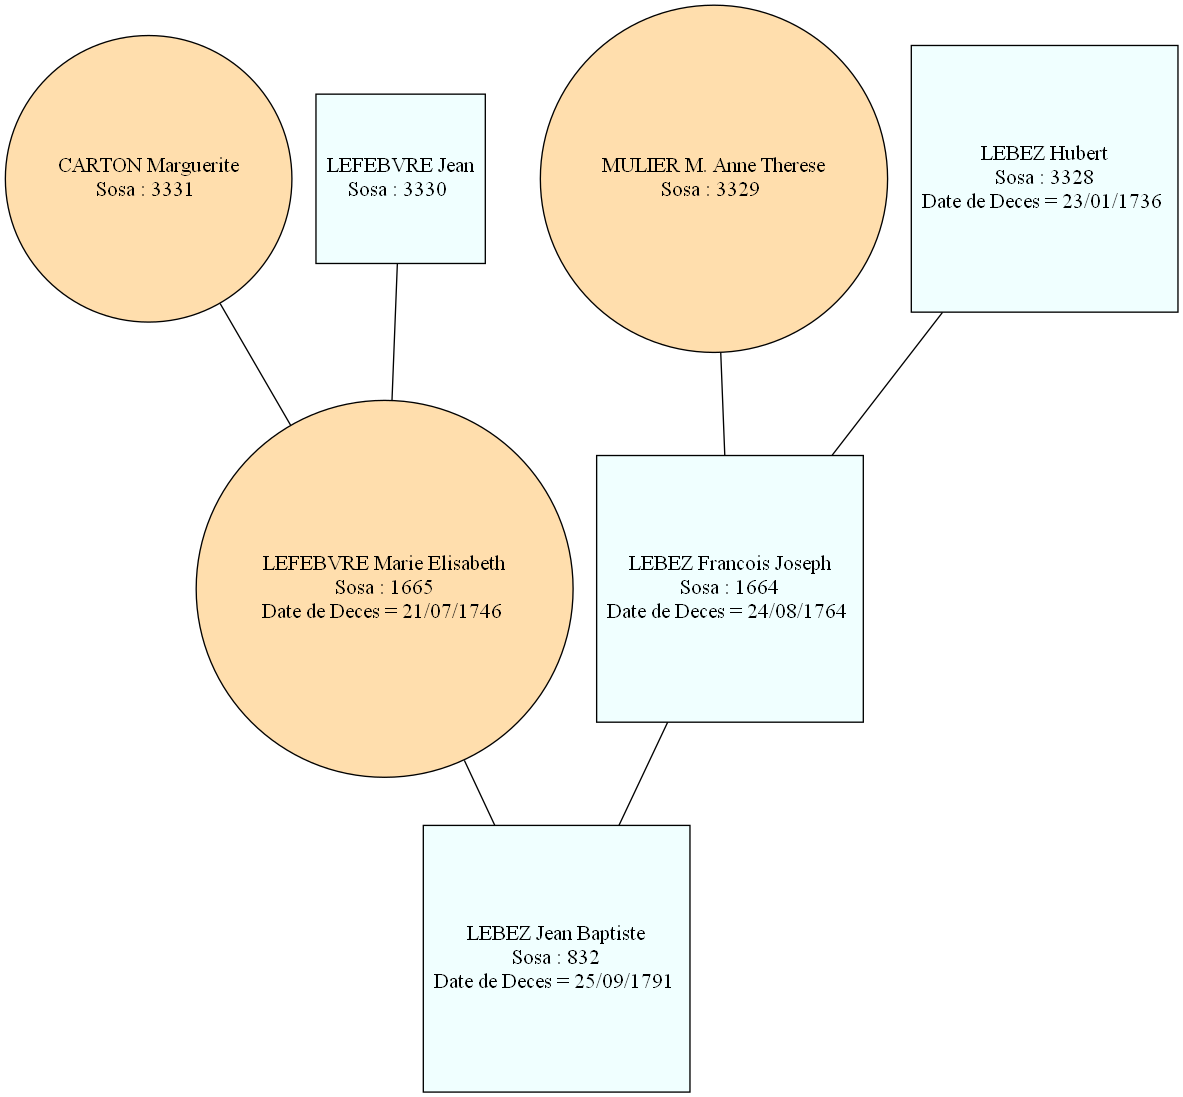 CARTON Marguerite
Sosa : 3331
LEFEBVRE Jean
Sosa : 3330
MULIER M. Anne Therese
Sosa : 3329
LEBEZ Hubert
Sosa : 3328
Date de Deces = 23/01/1736
LEFEBVRE Marie Elisabeth
Sosa : 1665
Date de Deces = 21/07/1746
LEBEZ Francois Joseph
Sosa : 1664
Date de Deces = 24/08/1764
LEBEZ Jean Baptiste
Sosa : 832
Date de Deces = 25/09/1791